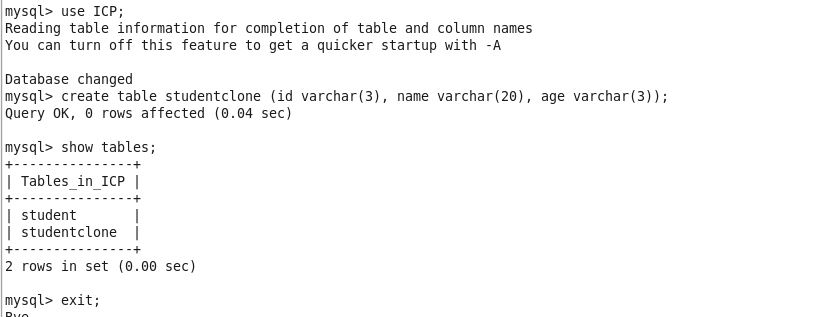 mysql> use ICP;
Reading table information for completion of table and column names
You can turn off this feature to get a quicker startup with -A
Database changed
mysql> create table studentclone (id varchar(3), name varchar(20), age varchar(3));
Query OK, 0 rows affected (0.04 sec)
mysql> show tables;
+---------------+
| Tables_in_ICP |
+---------------+
| student       |
| studentclone  |
+---------------+
2 rows in set (0.00 sec)
mysql> exit;
Bye